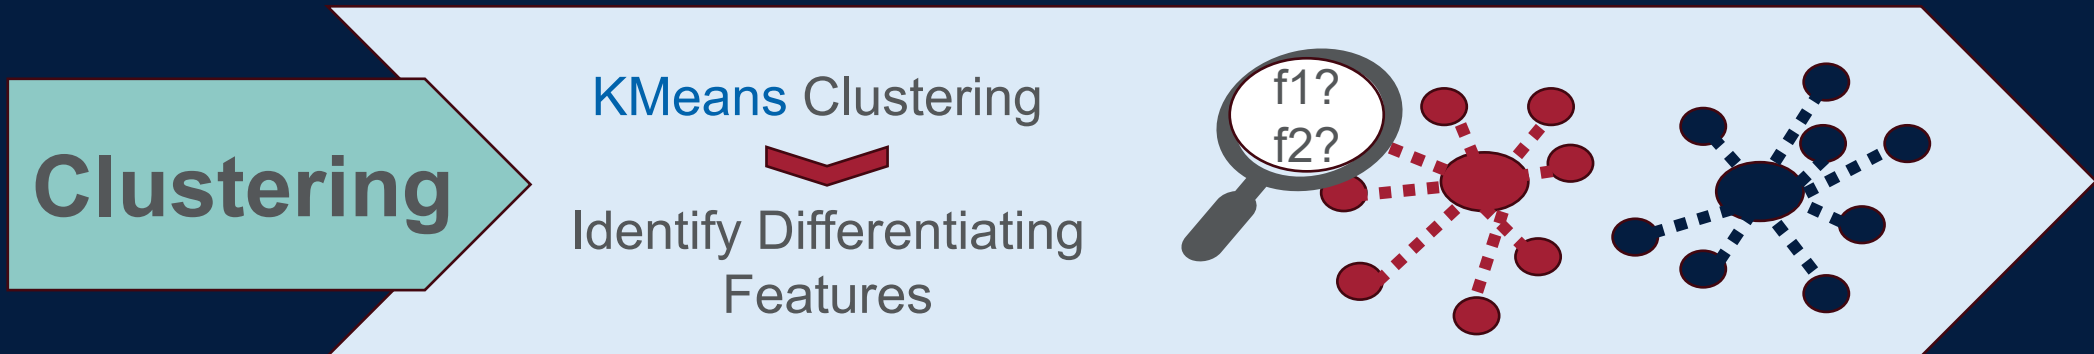 Clustering
KMeans Clustering
Identify Differentiating
Features
f1?
f2?